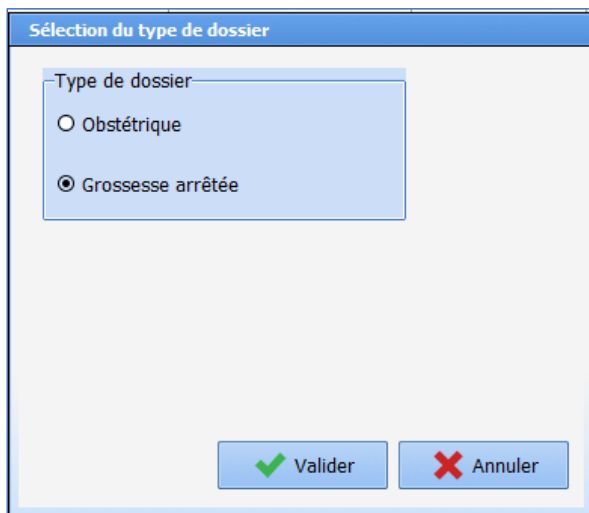 Sélection du type de dossier
Type de dossier
Obstétrique
Grossesse arrêtée
Valider
Annuler